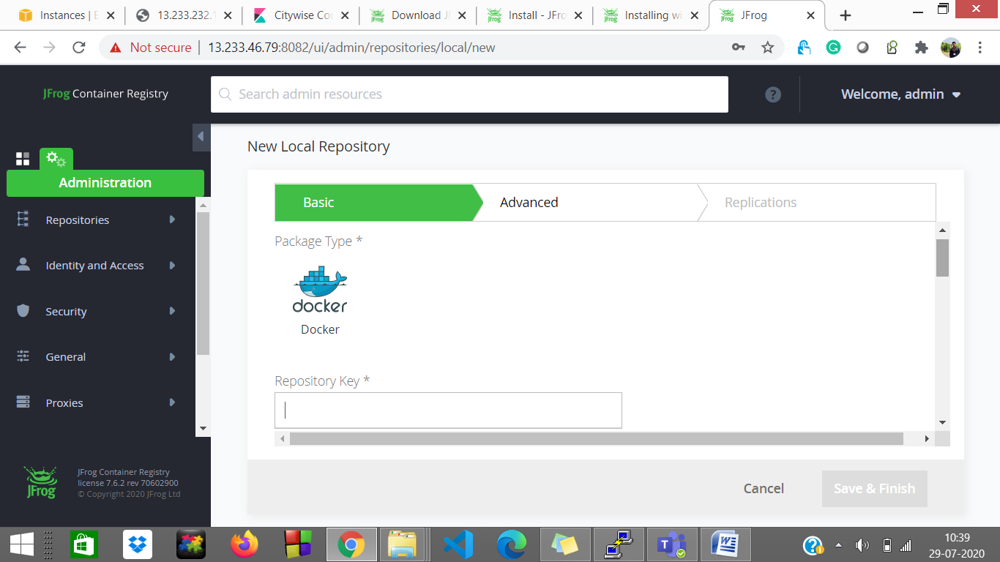 Instances | E
13.233.232.1
Citywise Cou
Download JF
Install - JFro
Installing wi
JFrog
Not secure | 13.233.46.79:8082/ui/admin/repositories/local/new
JFrog Container Registry
Search admin resources
?
Welcome, admin
New Local Repository
Administration
Basic
Advanced
Replications
Repositories
Identity and Access
Security
General
Proxies
Package Type *
docker
Docker
Repository Key *
JFrog
JFrog Container Registry
license 7.6.2 rev 70602900
© Copyright 2020 JFrog Ltd
Cancel
Save & Finish
10:39
29-07-2020